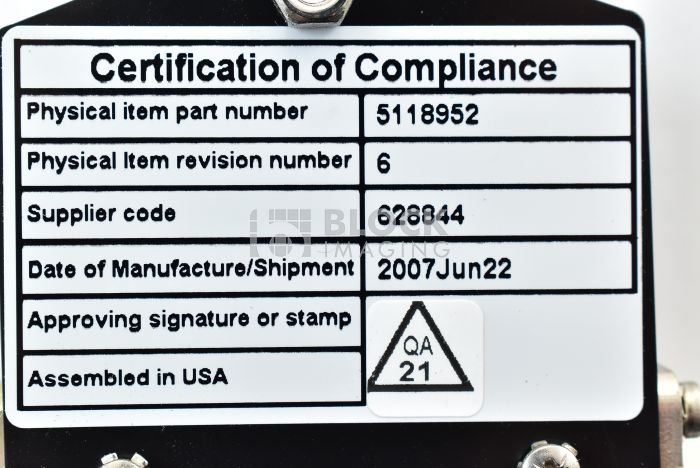 Certification of Compliance
Physical item part number 5118952
Physical Item revision number 6
Supplier code 628844
BLOCK
IMAGING
Date of Manufacture/Shipment 2007Jun22
Approving signature or stamp
QA
21
Assembled in USA